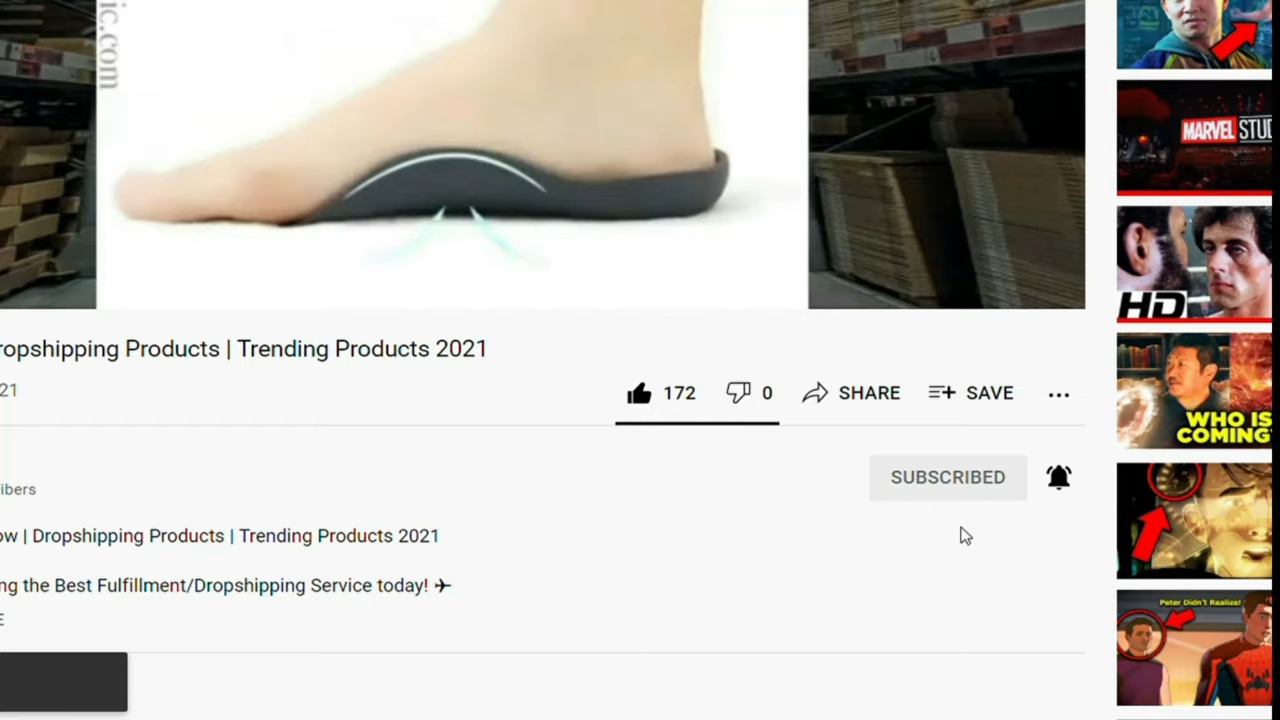 ic.com
MARVEL STUD
HD
ropshipping Products | Trending Products 2021
21
172
0
SHARE
SAVE
WHO IS
COMING
SUBSCRIBED
ibers
ow | Dropshipping Products | Trending Products 2021
ng the Best Fulfillment/Dropshipping Service today! ✈
E
Peter Didn't Realize!